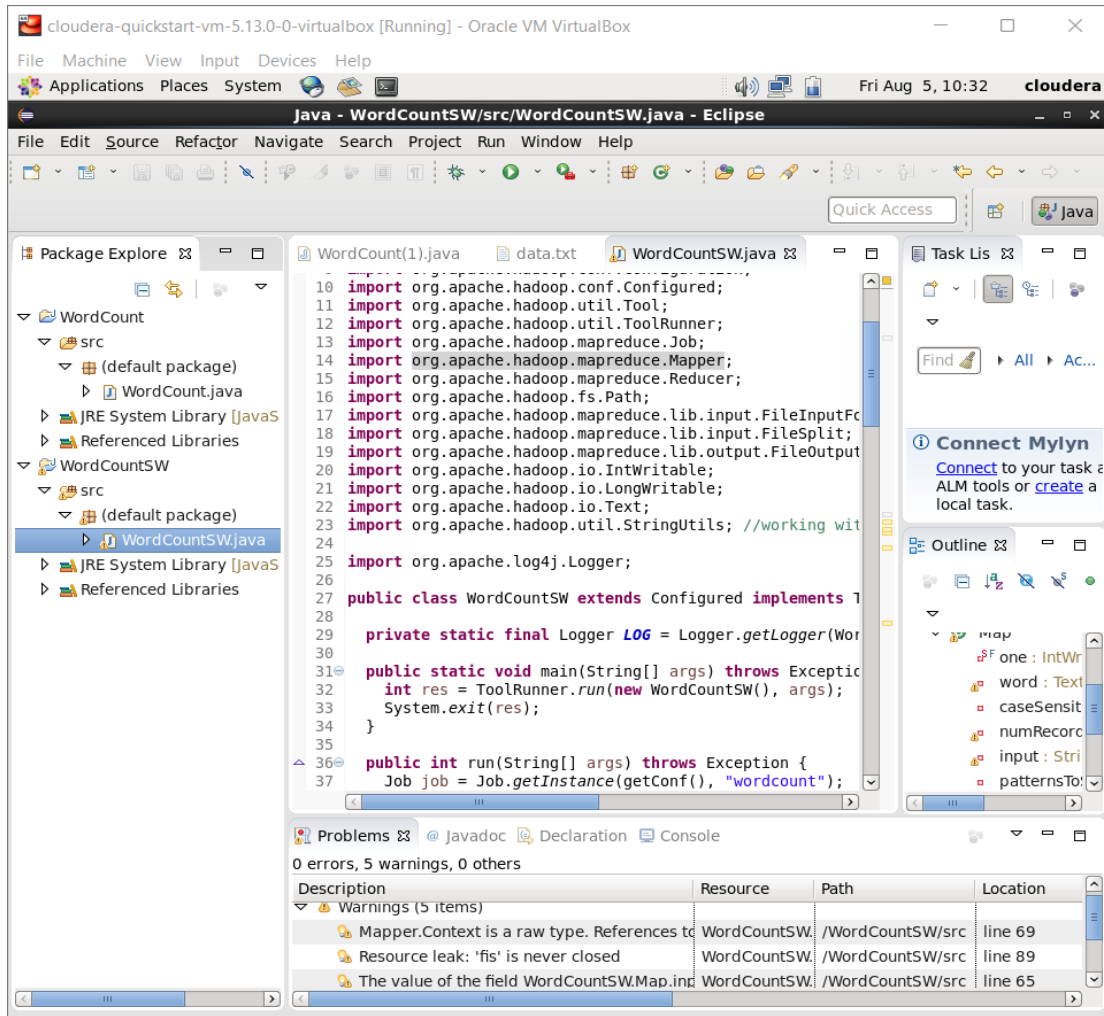 cloudera-quickstart-vm-5.13.0-0-virtualbox [Running] - Oracle VM VirtualBox
File Machine View Input Devices Help
Applications Places System Fri Aug 5, 10:32 cloudera
Java - WordCountSW/src/WordCountSW.java - Eclipse
File Edit Source Refactor Navigate Search Project Run Window Help
Quick Access Java
Package Explore
WordCount
src
(default package)
WordCount.java
JRE System Library [JavaS
Referenced Libraries
WordCountSW
src
(default package)
WordCountSW.java
JRE System Library [JavaS
Referenced Libraries
WordCount(1).java data.txt WordCountSW.java
10 import org.apache.hadoop.conf.Configured;
11 import org.apache.hadoop.util.Tool;
12 import org.apache.hadoop.util.ToolRunner;
13 import org.apache.hadoop.mapreduce.Job;
14 import org.apache.hadoop.mapreduce.Mapper;
15 import org.apache.hadoop.mapreduce.Reducer;
16 import org.apache.hadoop.fs.Path;
17 import org.apache.hadoop.mapreduce.lib.input.FileInputFo
18 import org.apache.hadoop.mapreduce.lib.input.FileSplit;
19 import org.apache.hadoop.mapreduce.lib.output.FileOutput
20 import org.apache.hadoop.io.IntWritable;
21 import org.apache.hadoop.io.LongWritable;
22 import org.apache.hadoop.io.Text;
23 import org.apache.hadoop.util.StringUtils; //working wit
24
25 import org.apache.log4j.Logger;
26
27 public class WordCountSW extends Configured implements T
28
29 private static final Logger LOG = Logger.getLogger(Wor
30
31 public static void main(String[] args) throws Exceptio
32 int res = ToolRunner.run(new WordCountSW(), args);
33 System.exit(res);
34 }
35
36 public int run(String[] args) throws Exception {
37 Job job = Job.getInstance(getConf(), "wordcount");
Task Lis
Find All Ac...
Connect Mylyn
Connect to your task a
ALM tools or create a
local task.
Outline
Map
one : IntWr
word : Text
caseSensit
numRecord
input : Stri
patternsTo
Problems Javadoc Declaration Console
0 errors, 5 warnings, 0 others
Description Resource Path Location
Warnings (5 items)
Mapper.Context is a raw type. References to WordCountSW. /WordCountSW/src line 69
Resource leak: 'fis' is never closed WordCountSW. /WordCountSW/src line 89
The value of the field WordCountSW.Map.inp WordCountSW. /WordCountSW/src line 65